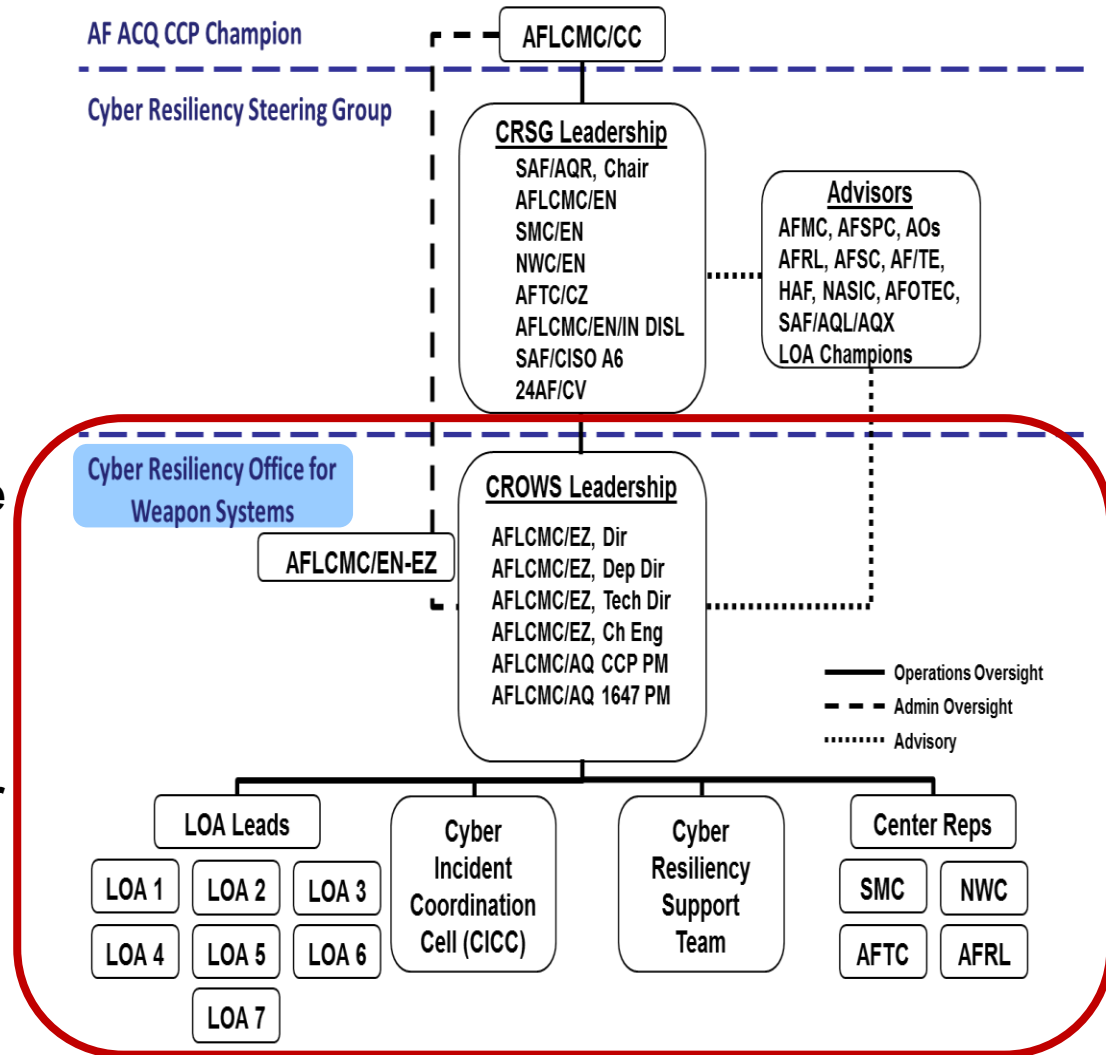 AF ACQ CCP Champion
AFLCMC/CC
Cyber Resiliency Steering Group
CRSG Leadership
SAF/AQR, Chair
AFLCMC/EN
SMC/EN
NWC/EN
AFTC/CZ
AFLCMC/EN/IN DISL
SAF/CISO A6
24AF/CV
Advisors
AFMC, AFSPC, AOs
AFRL, AFSC, AF/TE,
HAF, NASIC, AFOTEC,
SAF/AQL/AQX
LOA Champions
Cyber Resiliency Office for
Weapon Systems
AFLCMC/EN-EZ
CROWS Leadership
AFLCMC/EZ, Dir
AFLCMC/EZ, Dep Dir
AFLCMC/EZ, Tech Dir
AFLCMC/EZ, Ch Eng
AFLCMC/AQ CCP PM
AFLCMC/AQ 1647 PM
Operations Oversight
Admin Oversight
Advisory
LOA Leads
LOA 1
LOA 2
LOA 3
LOA 4
LOA 5
LOA 6
LOA 7
Cyber
Incident
Coordination
Cell (CICC)
Cyber
Resiliency
Support
Team
Center Reps
SMC
NWC
AFTC
AFRL